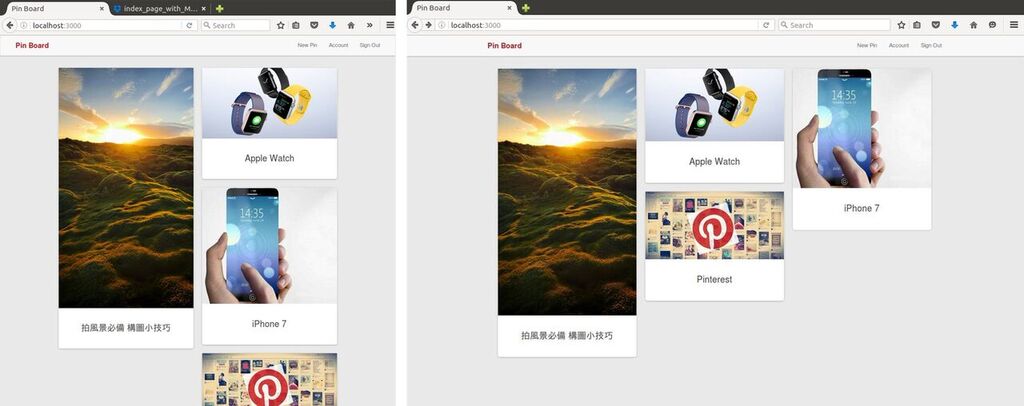 Pin Board
index_page_with_M...
localhost:3000
Search
Pin Board
New Pin
Account
Sign Out
Apple Watch
14:35
iPhone 7
拍風景必備 構圖小技巧
Pin Board
localhost:3000
Search
Pin Board
New Pin
Account
Sign Out
Apple Watch
14:35
iPhone 7
Pinterest
拍風景必備 構圖小技巧